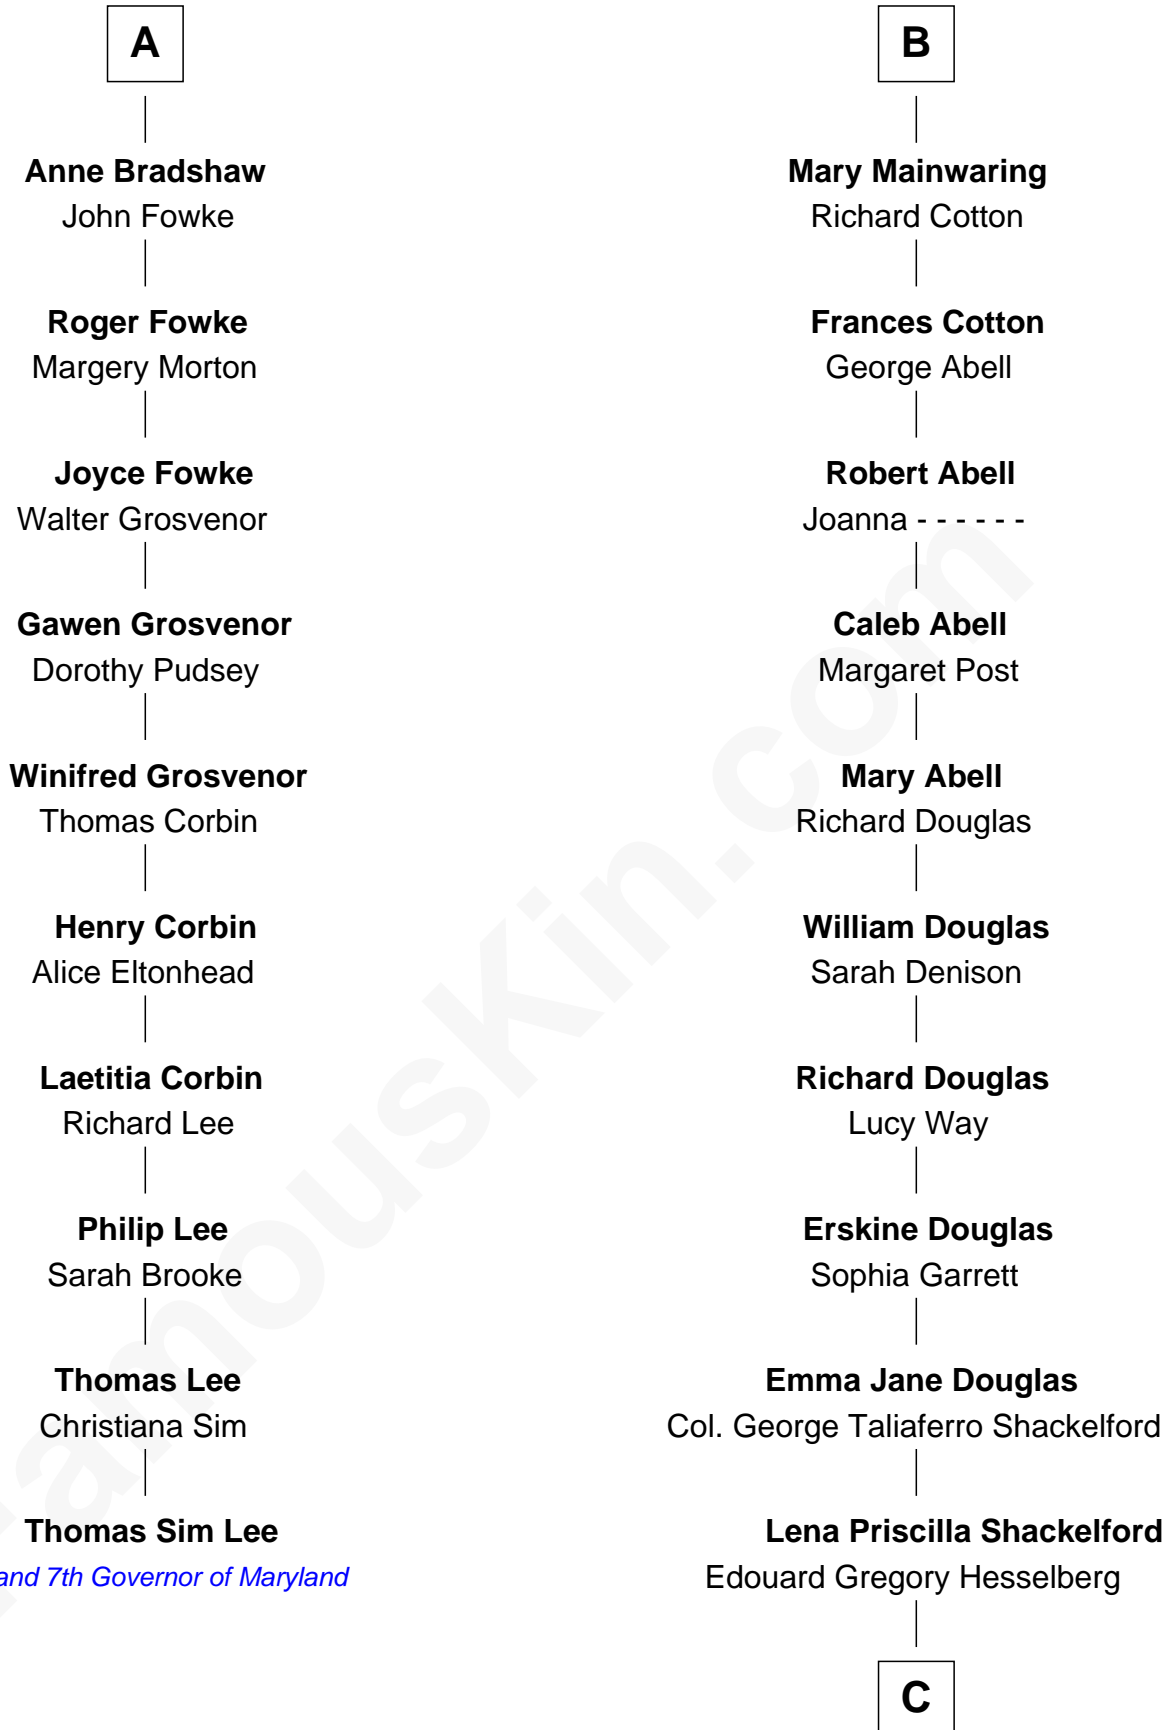 A
Anne Bradshaw
John Fowke
Roger Fowke
Margery Morton
Joyce Fowke
Walter Grosvenor
Gawen Grosvenor
Dorothy Pudsey
Winifred Grosvenor
Thomas Corbin
Henry Corbin
Alice Eltonhead
Laetitia Corbin
Richard Lee
Philip Lee
Sarah Brooke
Thomas Lee
Christiana Sim
Thomas Sim Lee
and 7th Governor of Maryland
B
Mary Mainwaring
Richard Cotton
Frances Cotton
George Abell
Robert Abell
Joanna - - - - - -
Caleb Abell
Margaret Post
Mary Abell
Richard Douglas
William Douglas
Sarah Denison
Richard Douglas
Lucy Way
Erskine Douglas
Sophia Garrett
Emma Jane Douglas
Col. George Taliaferro Shackelford
Lena Priscilla Shackelford
Edouard Gregory Hesselberg
C
FamousKin.com